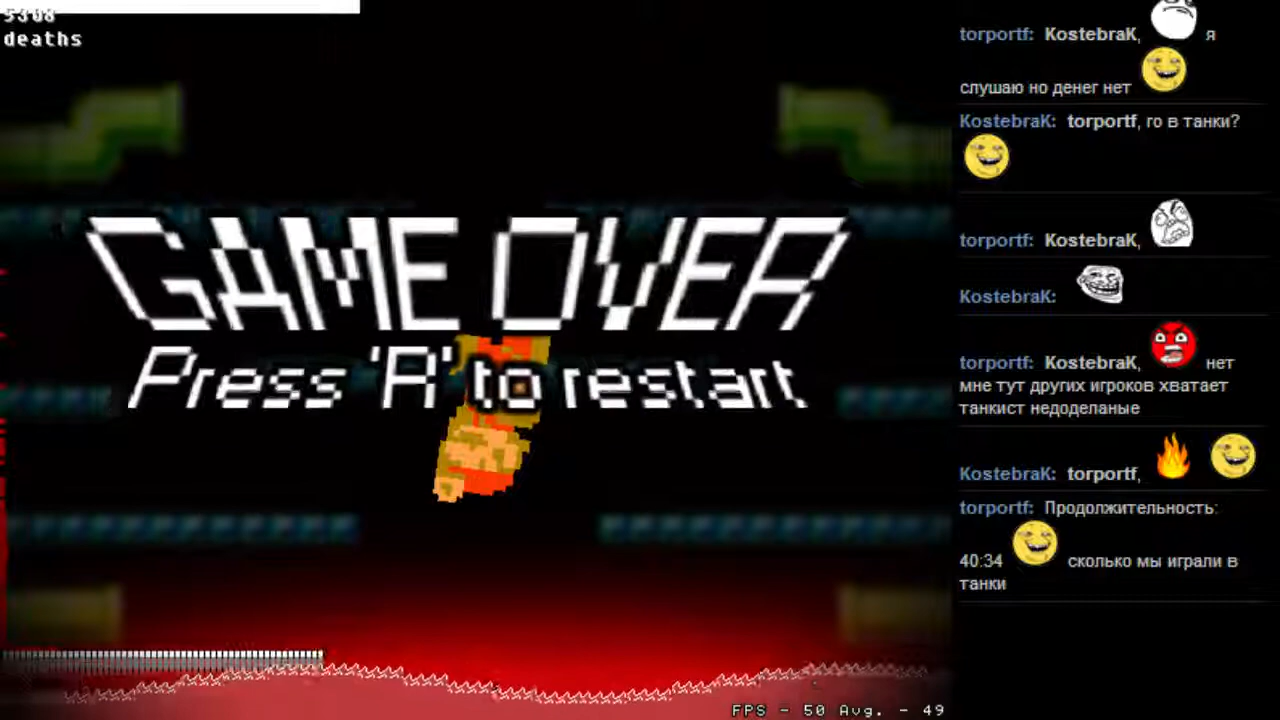 5308
deaths
GAME OVER
Press 'R' to restart
FPS - 50 Avg. - 49
torportf: KostebraK, я
слушаю но денег нет
KostebraK: torportf, го в танки?
torportf: KostebraK,
KostebraK:
torportf: KostebraK, нет
мне тут других игроков хватает
танкист недоделаные
KostebraK: torportf,
torportf: Продолжительность:
40:34 сколько мы играли в
танки